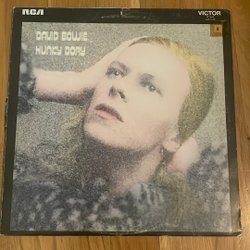 RCA
VICTOR
DAVID BOWIE
HUNKY DORY